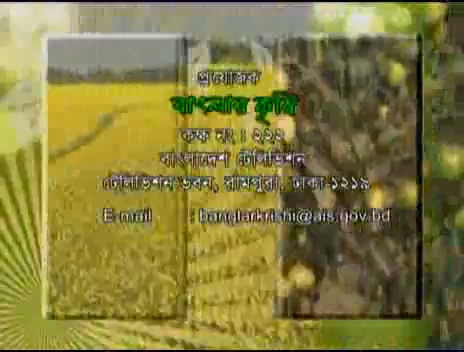 প্রযোজক
বাংলার কৃষি
কক্ষ নং : ২২২
বাংলাদেশ টেলিভিশন
টেলিভিশন ভবন, রামপুরা, ঢাকা-১২১৯
E-mail : banglarkrishi@ais.gov.bd